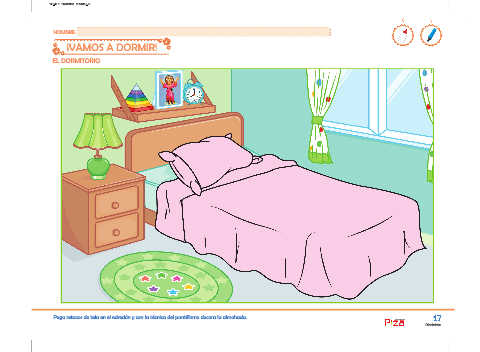 NOMBRE:
¡VAMOS A DORMIR!
EL DORMITORIO
Pega retazos de tela en el edredón y con la técnica del puntillismo decora la almohada.
17